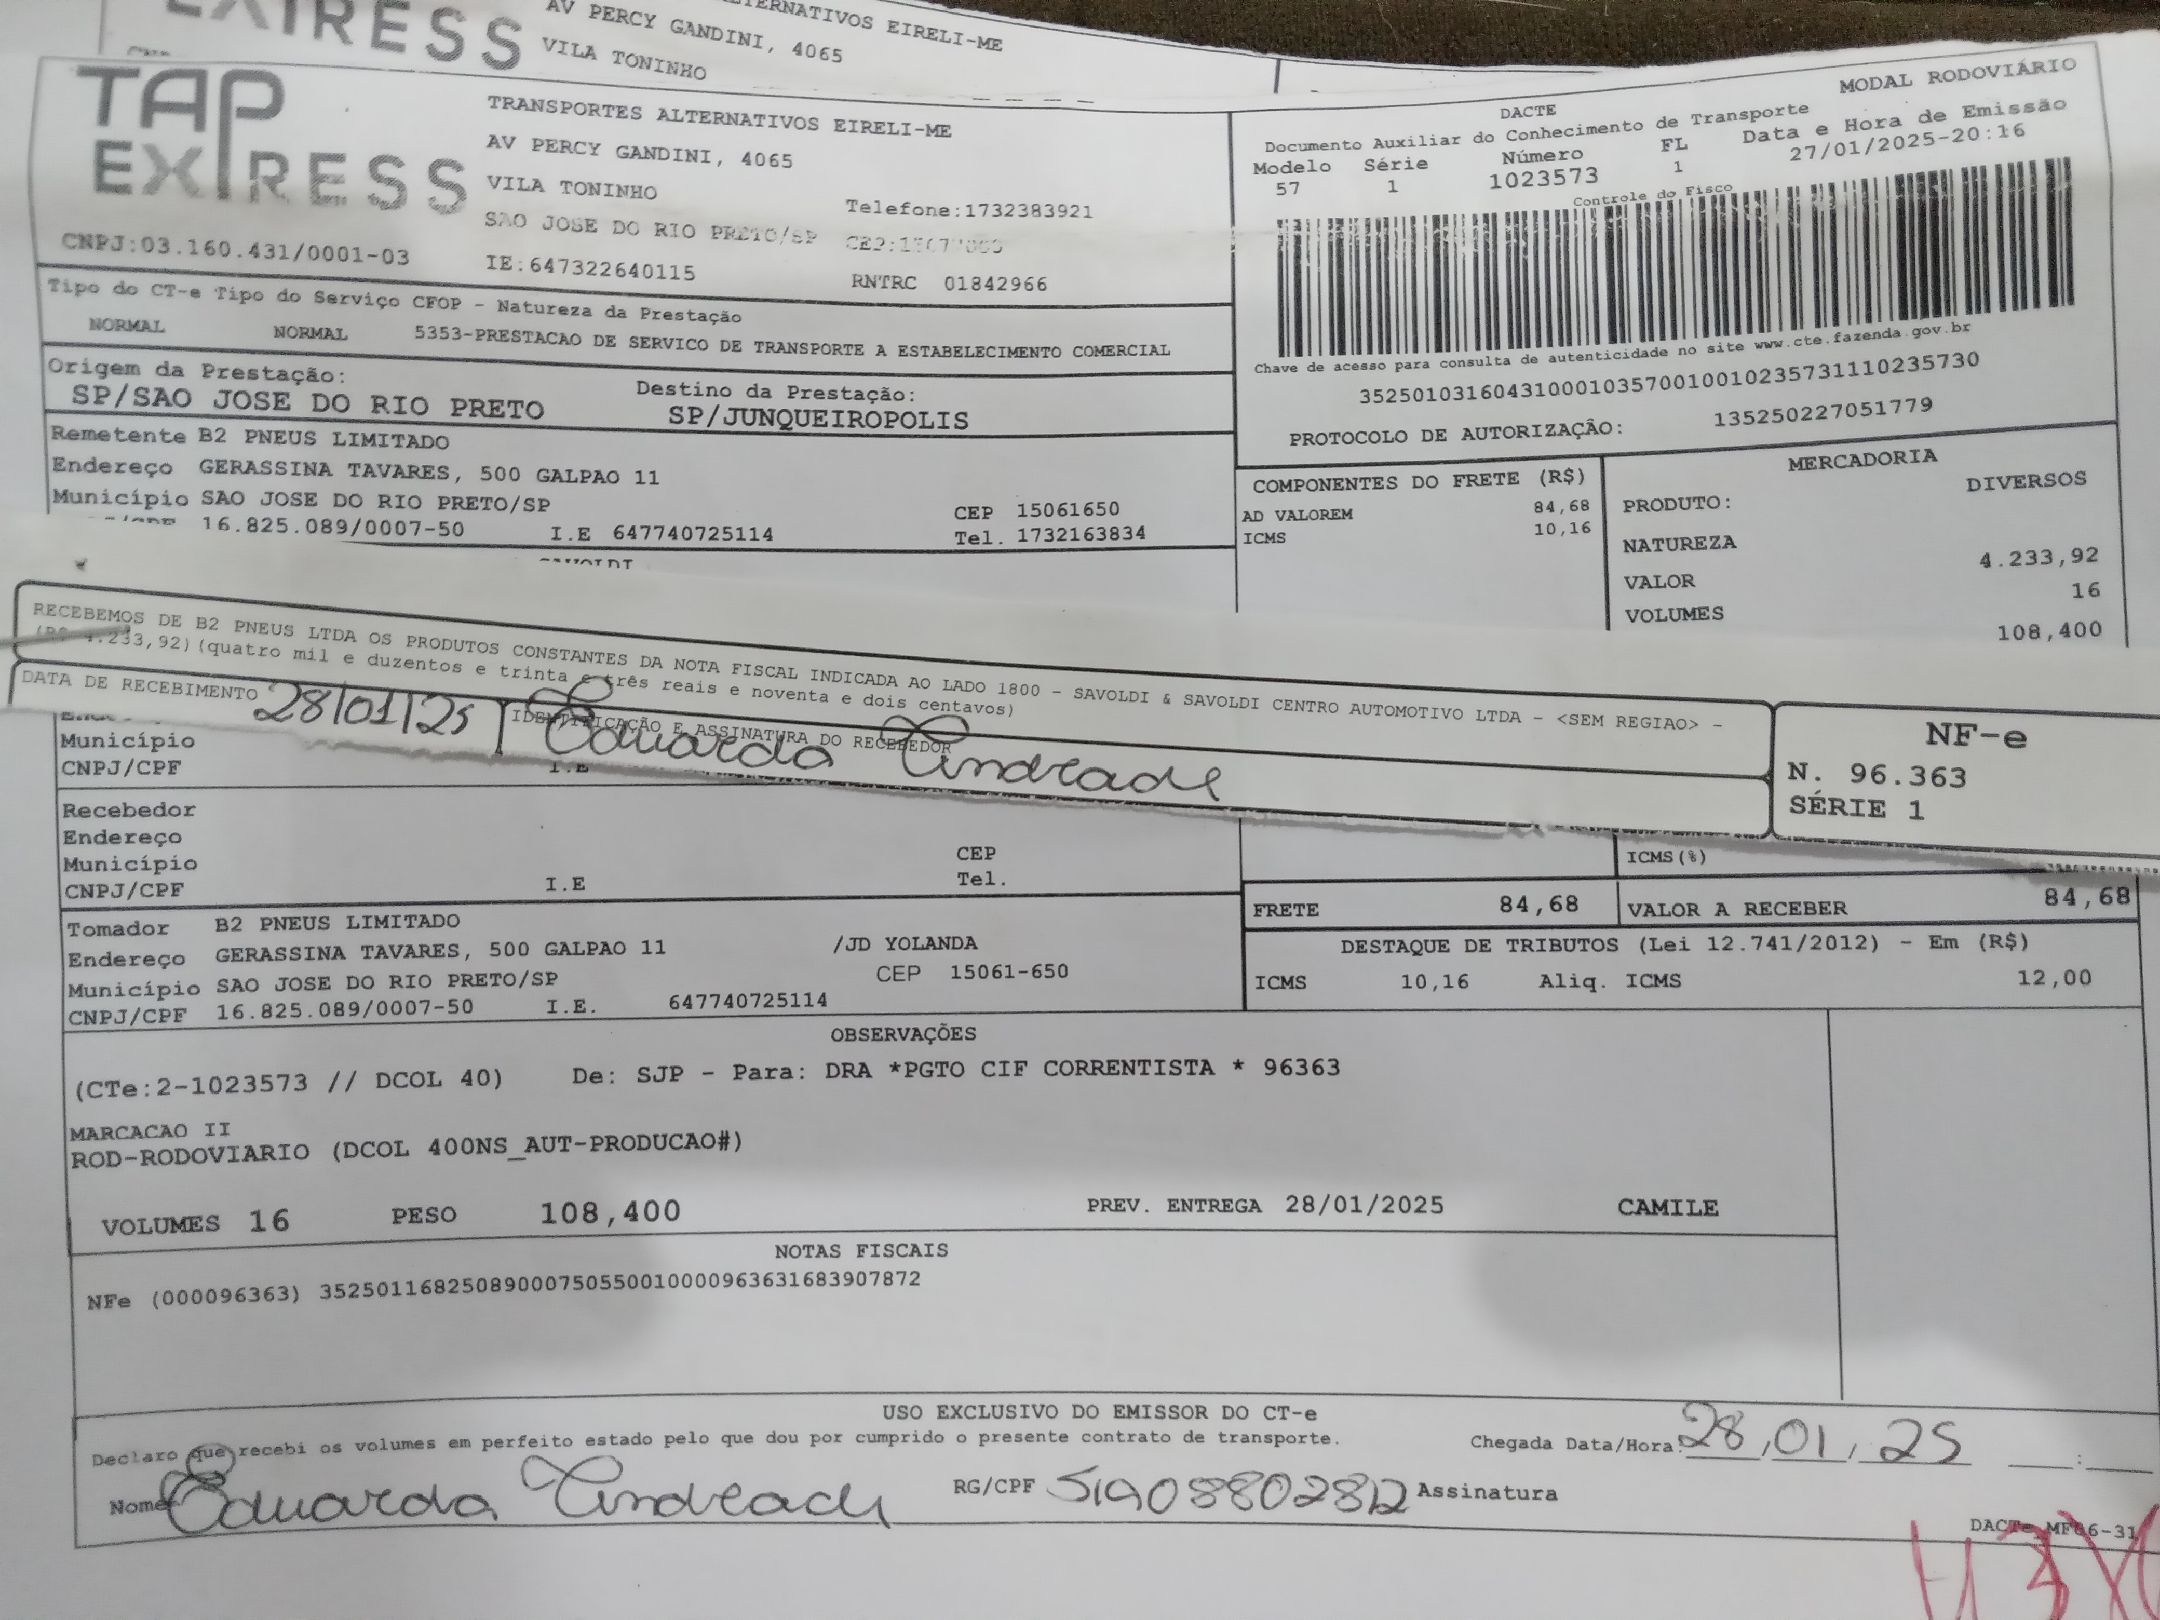 EXPRESS
ALTERNATIVOS EIRELI-ME
AV PERCY GANDINI, 4065
VILA TONINHO
TAP
EXPRESS
TRANSPORTES ALTERNATIVOS EIRELI-ME
AV PERCY GANDINI, 4065
VILA TONINHO
Telefone:1732383921
SAO JOSE DO RIO PRETO/SP
CNPJ:03.160.431/0001-03
IE:647322640115
RNTRC 01842966
MODAL RODOVIÁRIO
DACTE
Documento Auxiliar do Conhecimento de Transporte
Modelo Série Número FL Data e Hora de Emissão
57 1 1023573 1 27/01/2025-20:16
Controle do Fisco
Chave de acesso para consulta de autenticidade no site www.cte.fazenda.gov.br
35250103160431000103570010010235731110235730
PROTOCOLO DE AUTORIZAÇÃO: 135250227051779
Tipo do CT-e Tipo do Serviço CFOP - Natureza da Prestação
NORMAL NORMAL 5353-PRESTACAO DE SERVICO DE TRANSPORTE A ESTABELECIMENTO COMERCIAL
Origem da Prestação: Destino da Prestação:
SP/SAO JOSE DO RIO PRETO SP/JUNQUEIROPOLIS
Remetente B2 PNEUS LIMITADO
Endereço GERASSINA TAVARES, 500 GALPAO 11
Município SAO JOSE DO RIO PRETO/SP CEP 15061650
16.825.089/0007-50 I.E 647740725114 Tel. 1732163834
COMPONENTES DO FRETE (R$)
AD VALOREM 84,68
ICMS 10,16
MERCADORIA
PRODUTO: DIVERSOS
NATUREZA
VALOR 4.233,92
VOLUMES 16
108,400
RECEBEMOS DE B2 PNEUS LTDA OS PRODUTOS CONSTANTES DA NOTA FISCAL INDICADA AO LADO 1800 - SAVOLDI & SAVOLDI CENTRO AUTOMOTIVO LTDA - <SEM REGIAO> -
(R$ 4.233,92)(quatro mil e duzentos e trinta e três reais e noventa e dois centavos)
DATA DE RECEBIMENTO 28/01/25
IDENTIFICAÇÃO E ASSINATURA DO RECEBEDOR
Eduarda Andrade
NF-e
N. 96.363
SÉRIE 1
Município
CNPJ/CPF I.E
Recebedor
Endereço
Município CEP
CNPJ/CPF I.E Tel.
ICMS(%)
FRETE 84,68 VALOR A RECEBER 84,68
Tomador B2 PNEUS LIMITADO
Endereço GERASSINA TAVARES, 500 GALPAO 11 /JD YOLANDA
Município SAO JOSE DO RIO PRETO/SP CEP 15061-650
CNPJ/CPF 16.825.089/0007-50 I.E. 647740725114
DESTAQUE DE TRIBUTOS (Lei 12.741/2012) - Em (R$)
ICMS 10,16 Aliq. ICMS 12,00
OBSERVAÇÕES
(CTe:2-1023573 // DCOL 40) De: SJP - Para: DRA *PGTO CIF CORRENTISTA * 96363
MARCACAO II
ROD-RODOVIARIO (DCOL 400NS_AUT-PRODUCAO#)
VOLUMES 16 PESO 108,400 PREV. ENTREGA 28/01/2025 CAMILE
NOTAS FISCAIS
NFe (000096363) 35250116825089000750550010000963631683907872
USO EXCLUSIVO DO EMISSOR DO CT-e
Declaro que recebi os volumes em perfeito estado pelo que dou por cumprido o presente contrato de transporte.
Chegada Data/Hora: 28/01/25 :
Nome Eduarda Andrade RG/CPF Assinatura